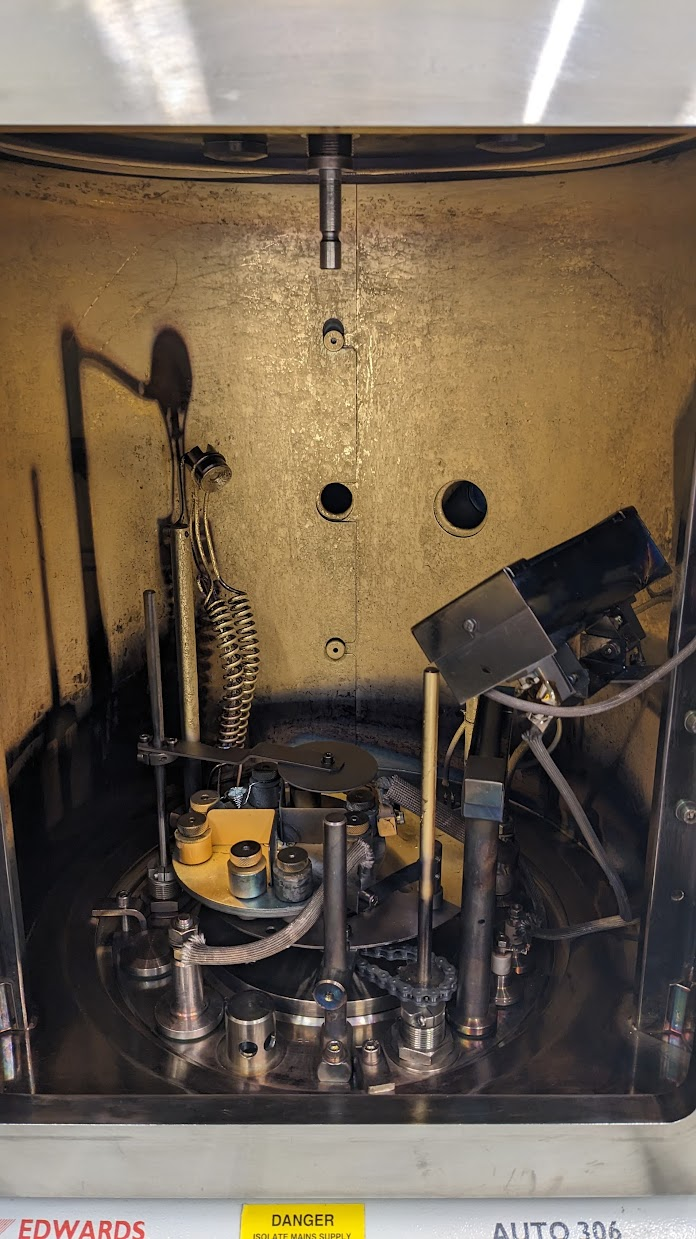 EDWARDS
DANGER
ISOLATE MAINS SUPPLY
AUTO 306